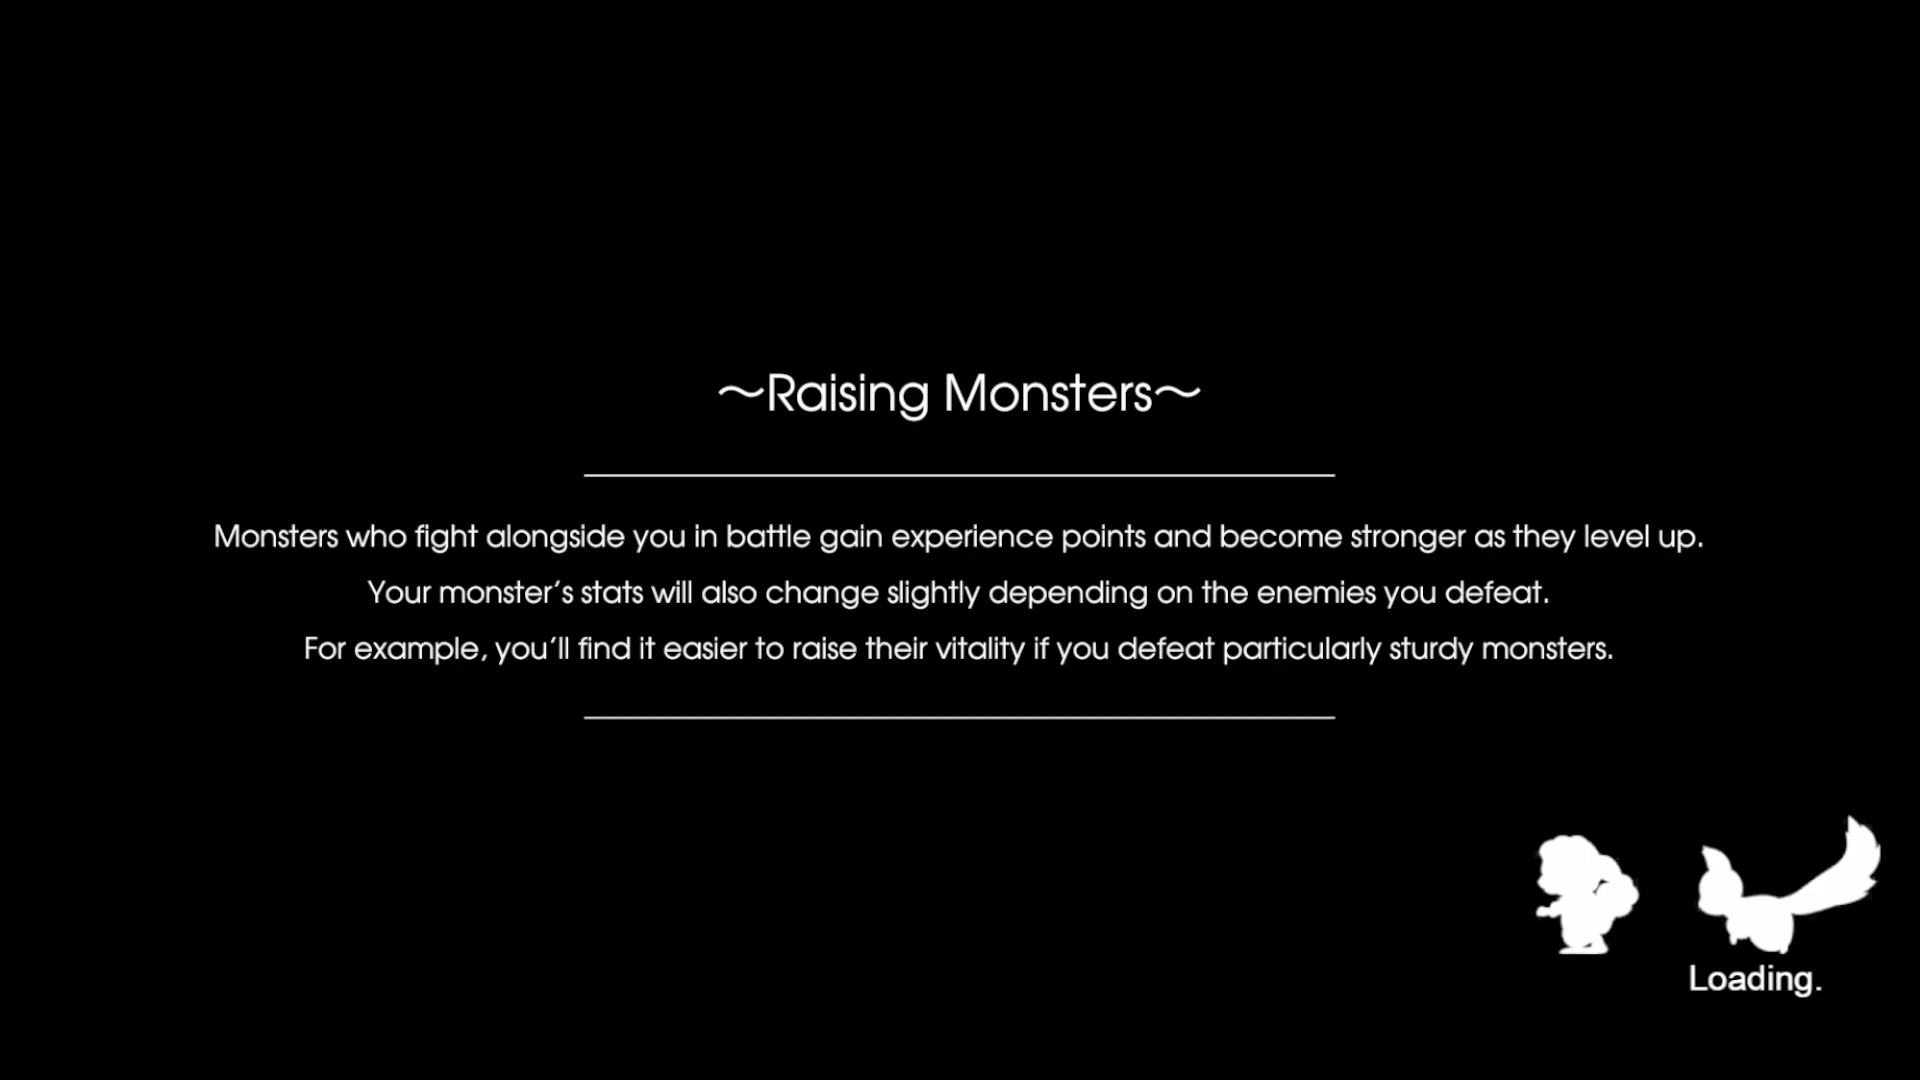 ～Raising Monsters～
Monsters who fight alongside you in battle gain experience points and become stronger as they level up.
Your monster’s stats will also change slightly depending on the enemies you defeat.
For example, you’ll find it easier to raise their vitality if you defeat particularly sturdy monsters.
Loading.